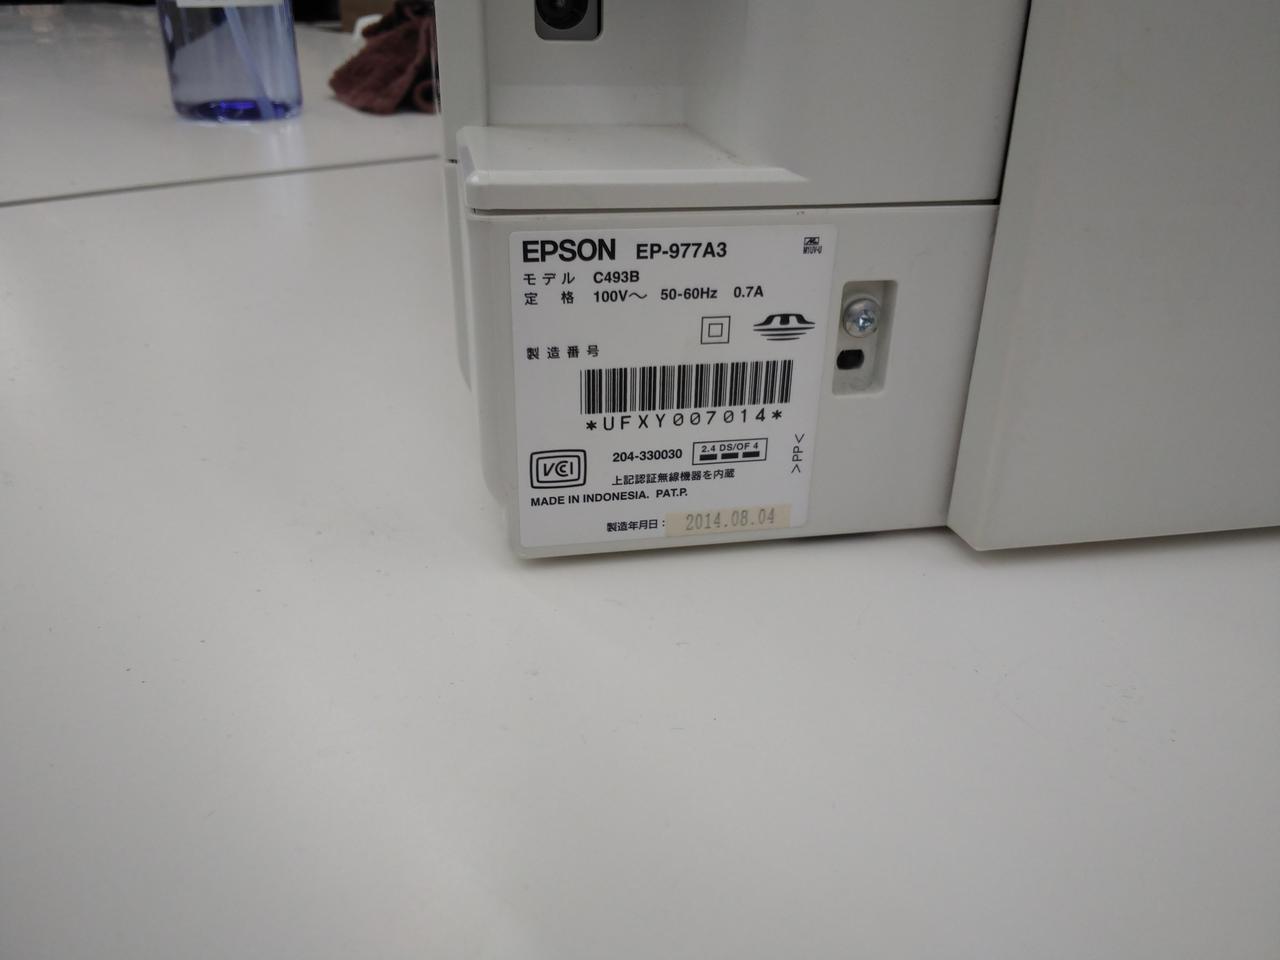 EPSON EP-977A3
モデル C493B
定格 100V～ 50-60Hz 0.7A
製造番号
*UFXY007014*
VCCI 204-330030 2.4 DS/OF 4
上記認証無線機器を内蔵
>PP<
MADE IN INDONESIA. PAT.P.
製造年月日: 2014.08.04